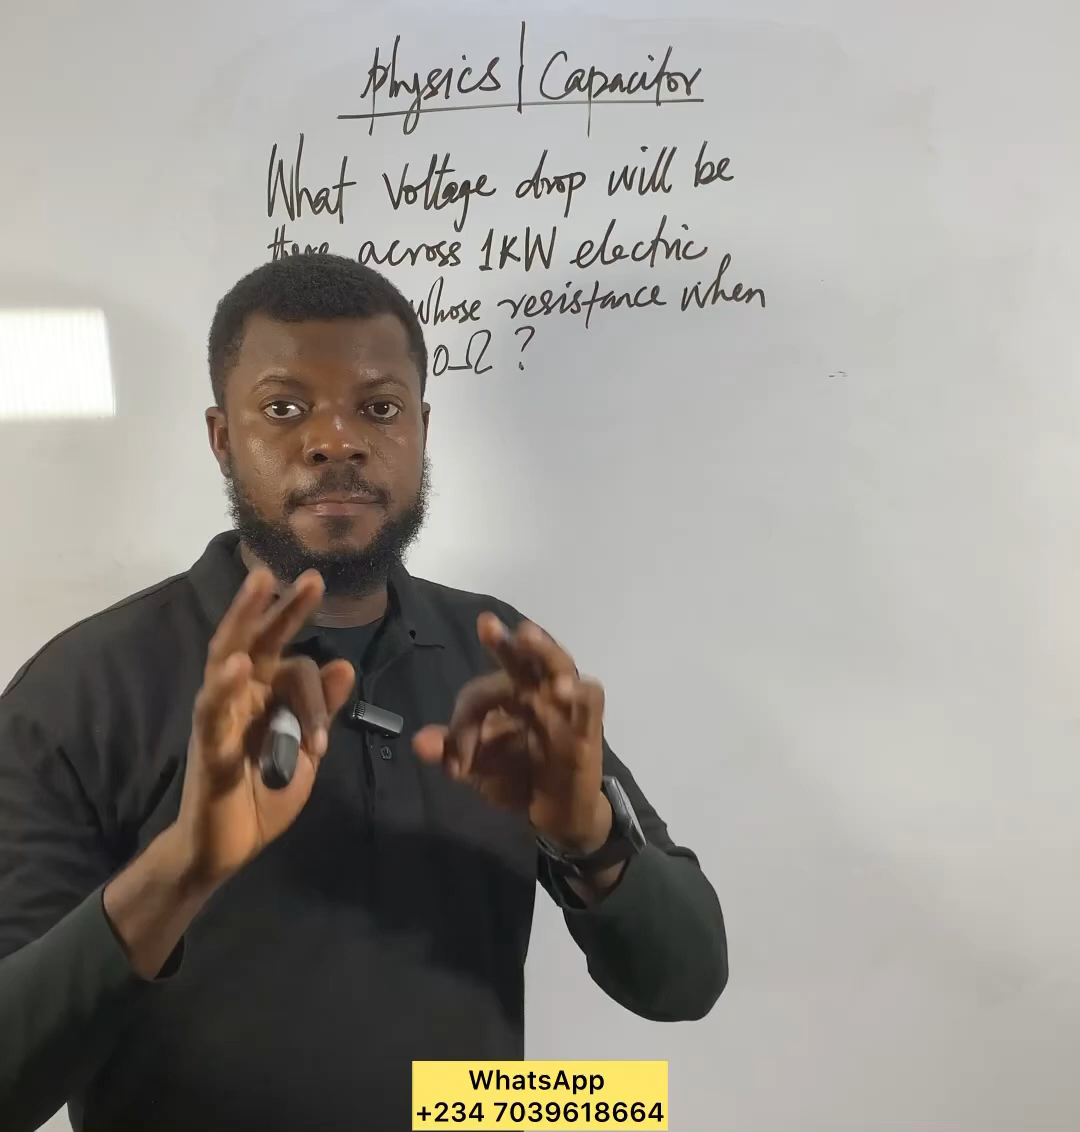 Physics | Capacitor
What voltage drop will be
there across 1KW electric
whose resistance when
0Ω ?
WhatsApp
+234 7039618664